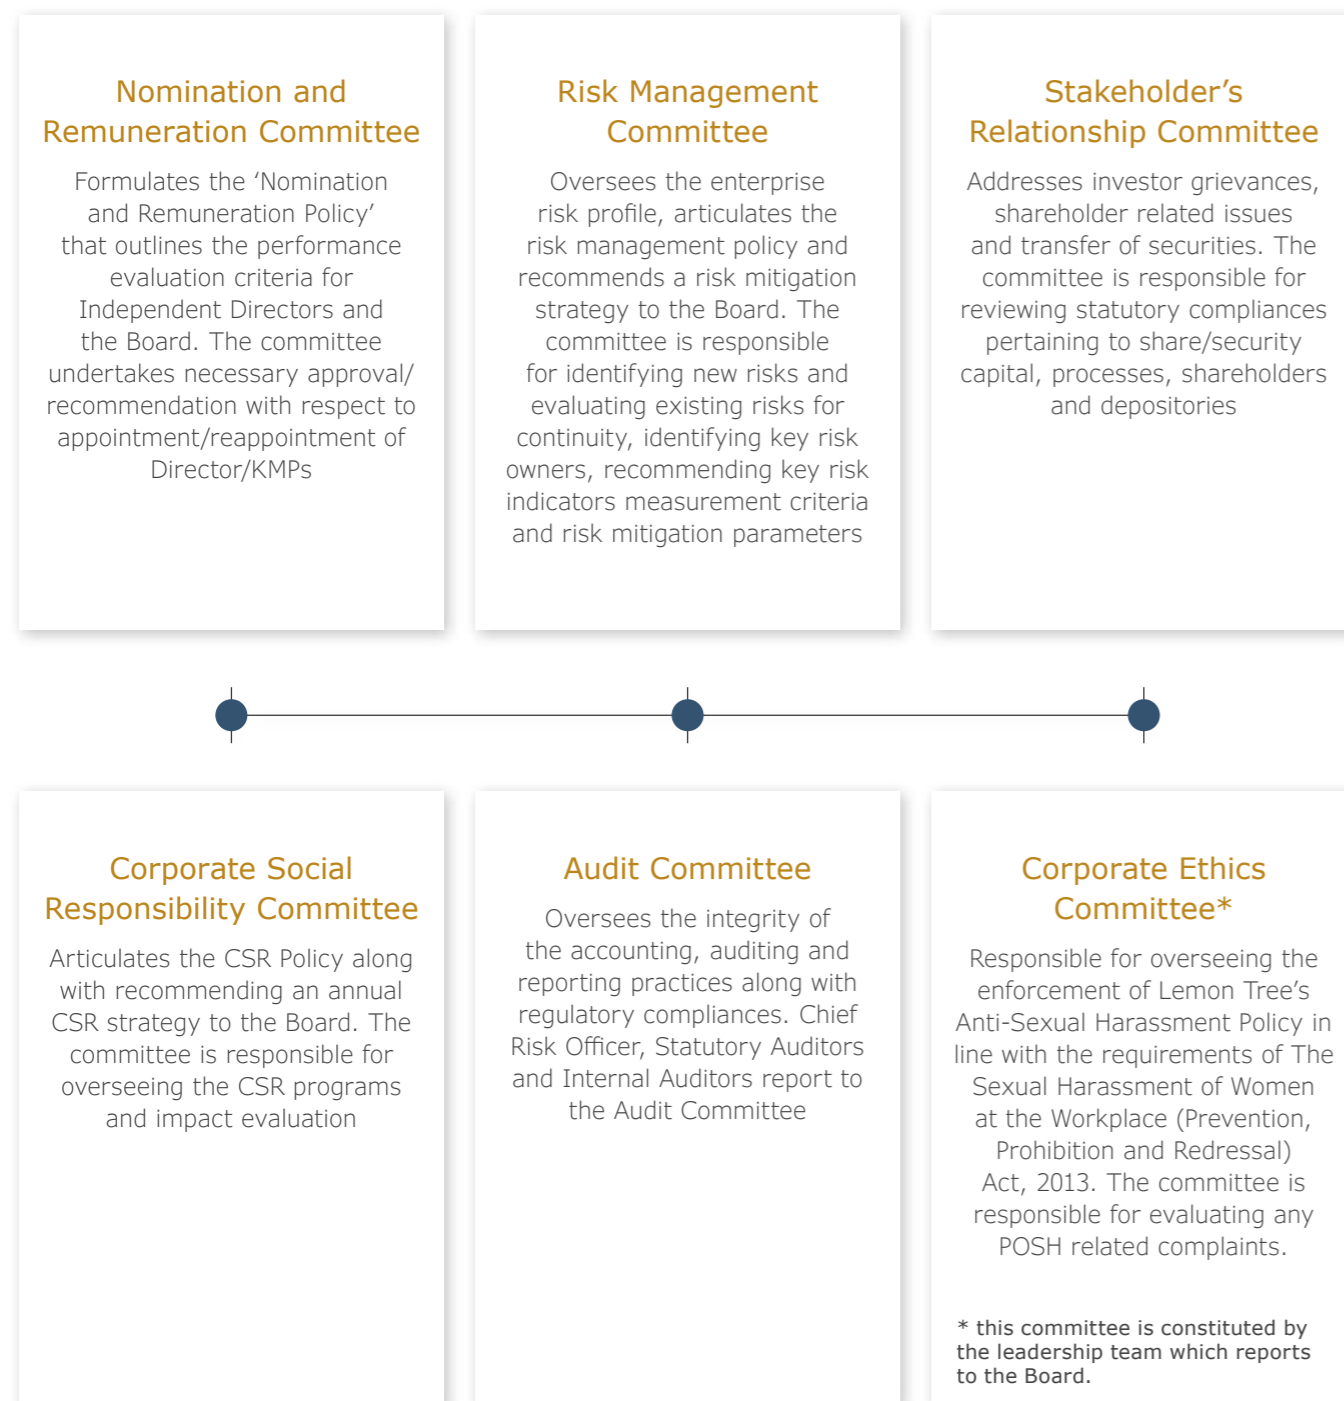 Nomination and
Remuneration Committee
Formulates the ‘Nomination
and Remuneration Policy’
that outlines the performance
evaluation criteria for
Independent Directors and
the Board. The committee
undertakes necessary approval/
recommendation with respect to
appointment/reappointment of
Director/KMPs
Risk Management
Committee
Oversees the enterprise
risk profile, articulates the
risk management policy and
recommends a risk mitigation
strategy to the Board. The
committee is responsible
for identifying new risks and
evaluating existing risks for
continuity, identifying key risk
owners, recommending key risk
indicators measurement criteria
and risk mitigation parameters
Stakeholder’s
Relationship Committee
Addresses investor grievances,
shareholder related issues
and transfer of securities. The
committee is responsible for
reviewing statutory compliances
pertaining to share/security
capital, processes, shareholders
and depositories
Corporate Social
Responsibility Committee
Articulates the CSR Policy along
with recommending an annual
CSR strategy to the Board. The
committee is responsible for
overseeing the CSR programs
and impact evaluation
Audit Committee
Oversees the integrity of
the accounting, auditing and
reporting practices along with
regulatory compliances. Chief
Risk Officer, Statutory Auditors
and Internal Auditors report to
the Audit Committee
Corporate Ethics
Committee*
Responsible for overseeing the
enforcement of Lemon Tree’s
Anti-Sexual Harassment Policy in
line with the requirements of The
Sexual Harassment of Women
at the Workplace (Prevention,
Prohibition and Redressal)
Act, 2013. The committee is
responsible for evaluating any
POSH related complaints.
* this committee is constituted by
the leadership team which reports
to the Board.